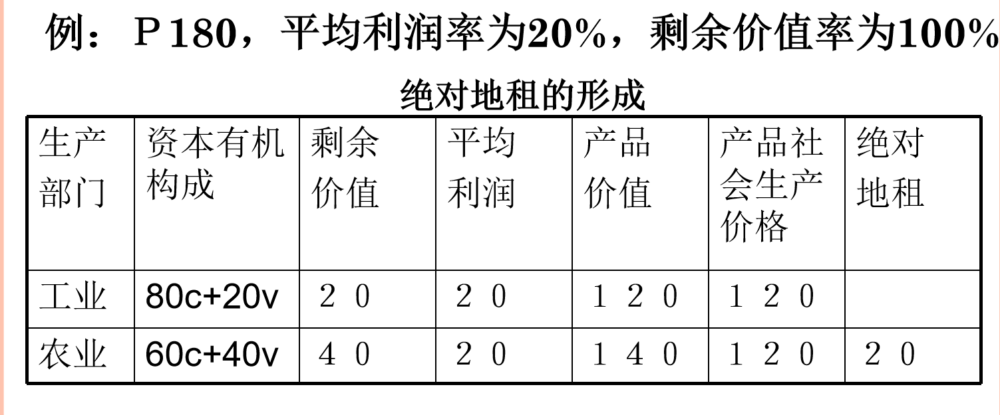 例：Ｐ180，平均利润率为20%，剩余价值率为100%
绝对地租的形成
生产部门 资本有机构成 剩余价值 平均利润 产品价值 产品社会生产价格 绝对地租
工业 80c+20v ２０ ２０ １２０ １２０
农业 60c+40v ４０ ２０ １４０ １２０ ２０